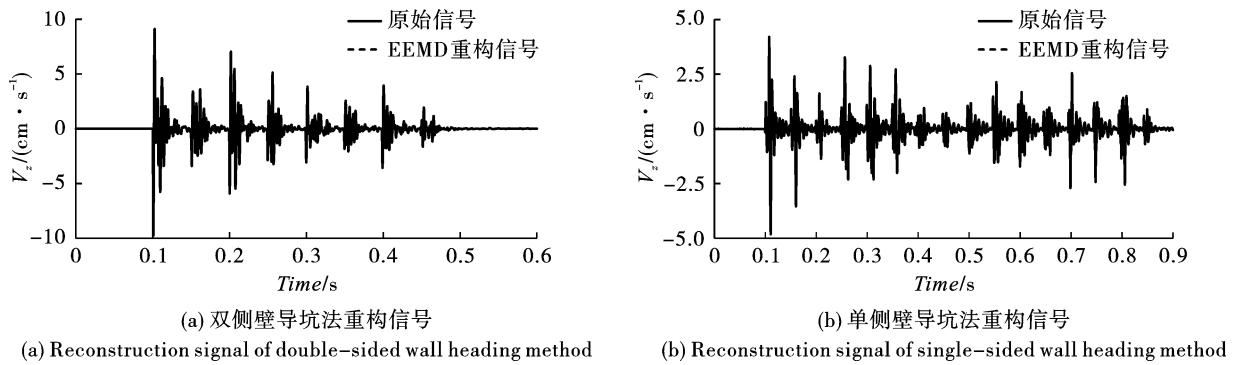 10
5
0
−5
−10
V_z/(cm · s⁻¹)
原始信号
EEMD重构信号
0 0.1 0.2 0.3 0.4 0.5 0.6
Time/s
(a) 双侧壁导坑法重构信号
(a) Reconstruction signal of double−sided wall heading method
5.0
2.5
0
−2.5
−5.0
V_z/(cm · s⁻¹)
原始信号
EEMD重构信号
0 0.1 0.2 0.3 0.4 0.5 0.6 0.7 0.8 0.9
Time/s
(b) 单侧壁导坑法重构信号
(b) Reconstruction signal of single−sided wall heading method